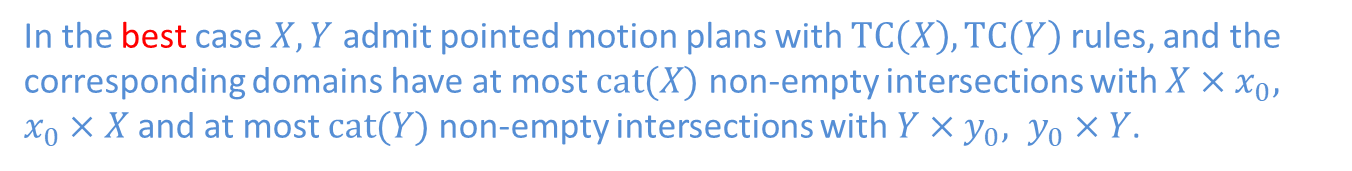 In the best case X, Y admit pointed motion plans with TC(X), TC(Y) rules, and the
corresponding domains have at most cat(X) non-empty intersections with X × x₀,
x₀ × X and at most cat(Y) non-empty intersections with Y × y₀, y₀ × Y.